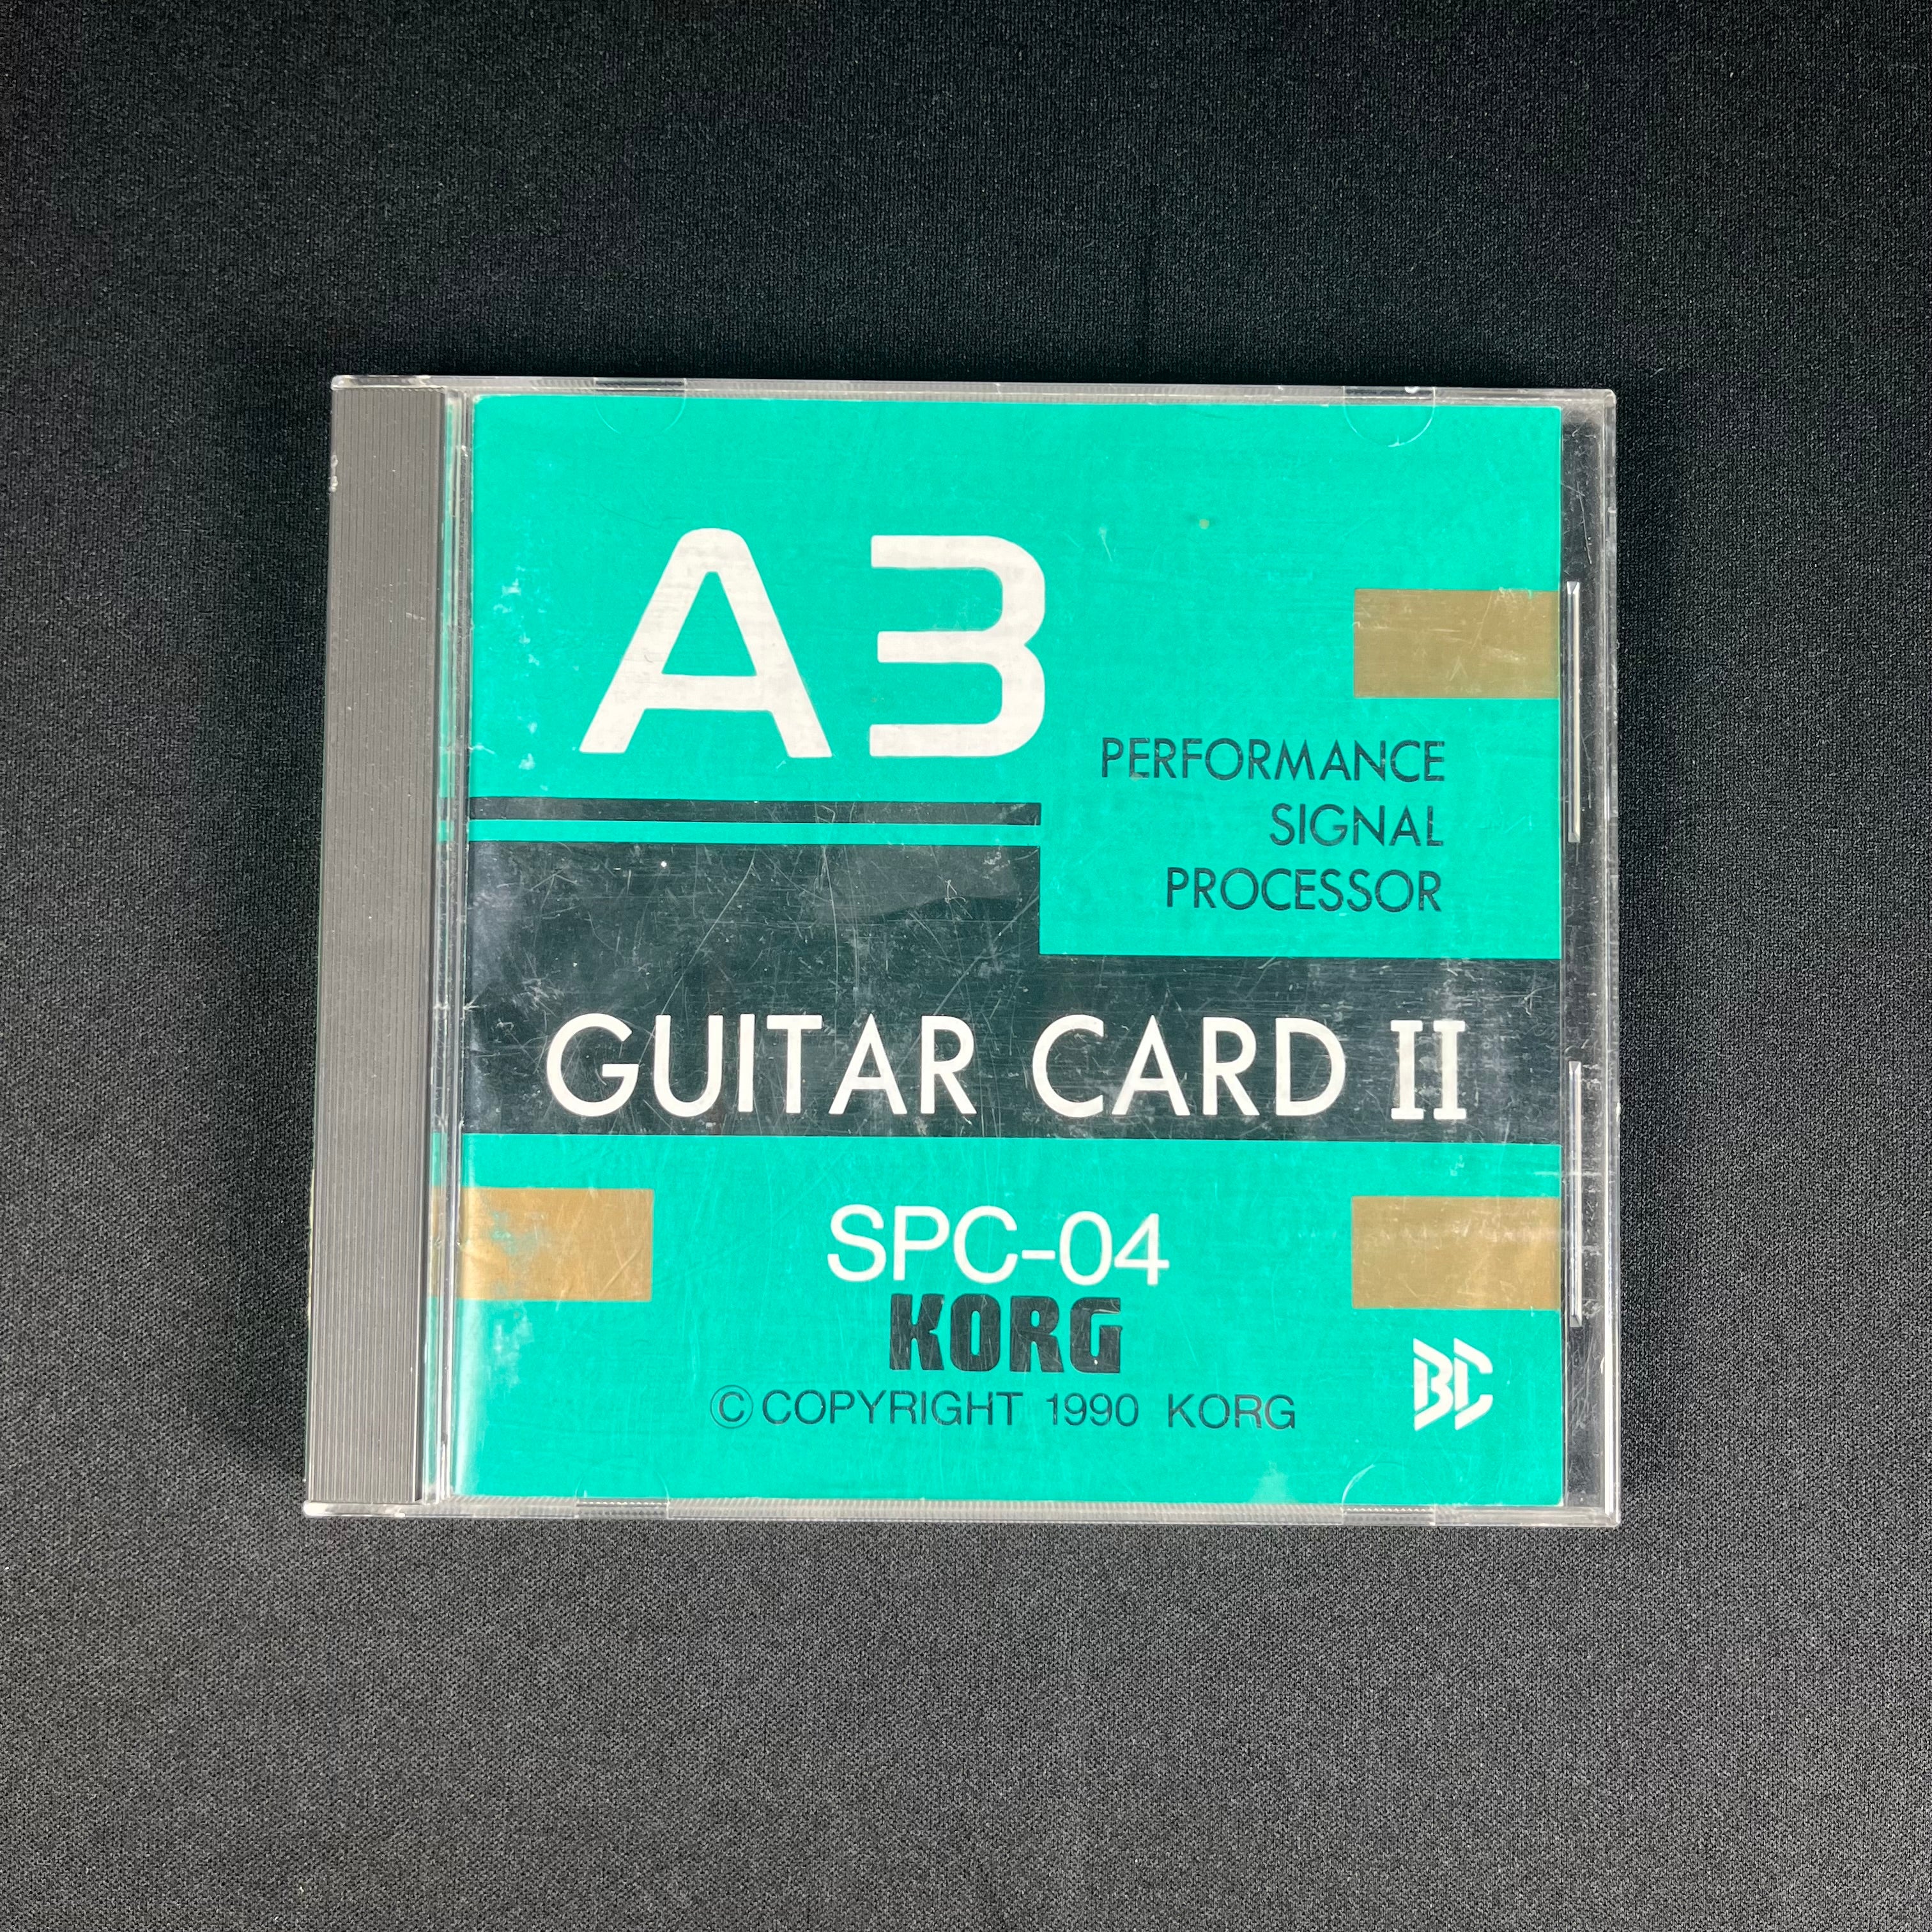 A3
PERFORMANCE
SIGNAL
PROCESSOR
GUITAR CARD II
SPC-04
KORG
© COPYRIGHT 1990 KORG
BC